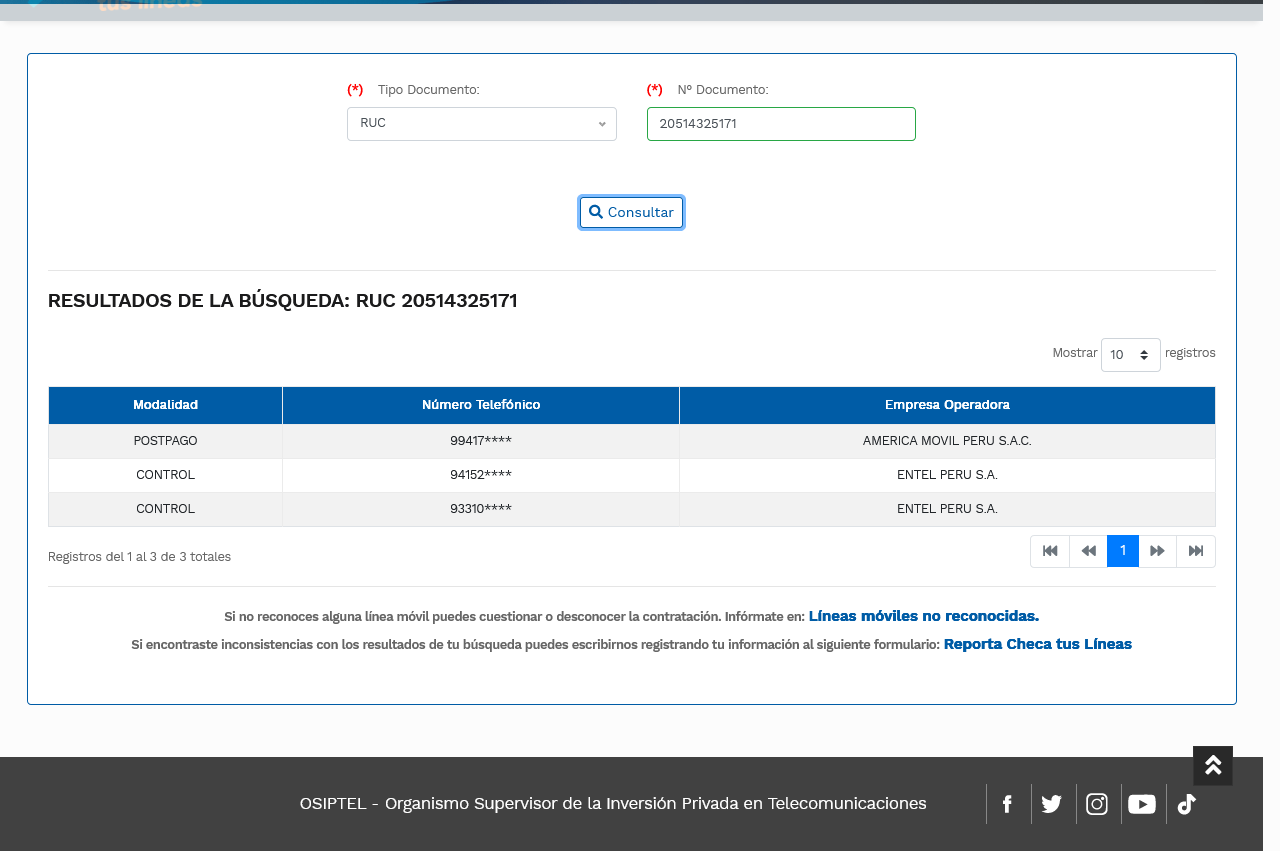 tus líneas
(*) Tipo Documento: (*) Nº Documento:
RUC 20514325171
Consultar
RESULTADOS DE LA BÚSQUEDA: RUC 20514325171
Mostrar 10 registros
Modalidad Número Telefónico Empresa Operadora
POSTPAGO 99417**** AMERICA MOVIL PERU S.A.C.
CONTROL 94152**** ENTEL PERU S.A.
CONTROL 93310**** ENTEL PERU S.A.
Registros del 1 al 3 de 3 totales 1
Si no reconoces alguna línea móvil puedes cuestionar o desconocer la contratación. Infórmate en: Líneas móviles no reconocidas.
Si encontraste inconsistencias con los resultados de tu búsqueda puedes escribirnos registrando tu información al siguiente formulario: Reporta Checa tus Líneas
OSIPTEL - Organismo Supervisor de la Inversión Privada en Telecomunicaciones